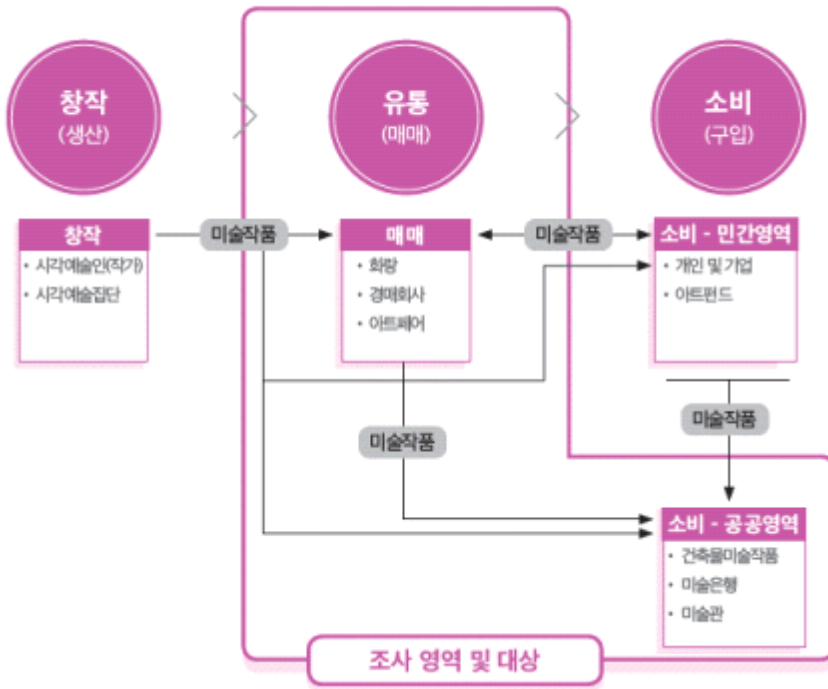 창작
(생산)
유통
(매매)
소비
(구입)
창작
• 시각예술인(작가)
• 시각예술집단
미술작품
매매
• 화랑
• 경매회사
• 아트페어
미술작품
소비 - 민간영역
• 개인 및 기업
• 아트펀드
미술작품
미술작품
소비 - 공공영역
• 건축물미술작품
• 미술은행
• 미술관
조사 영역 및 대상